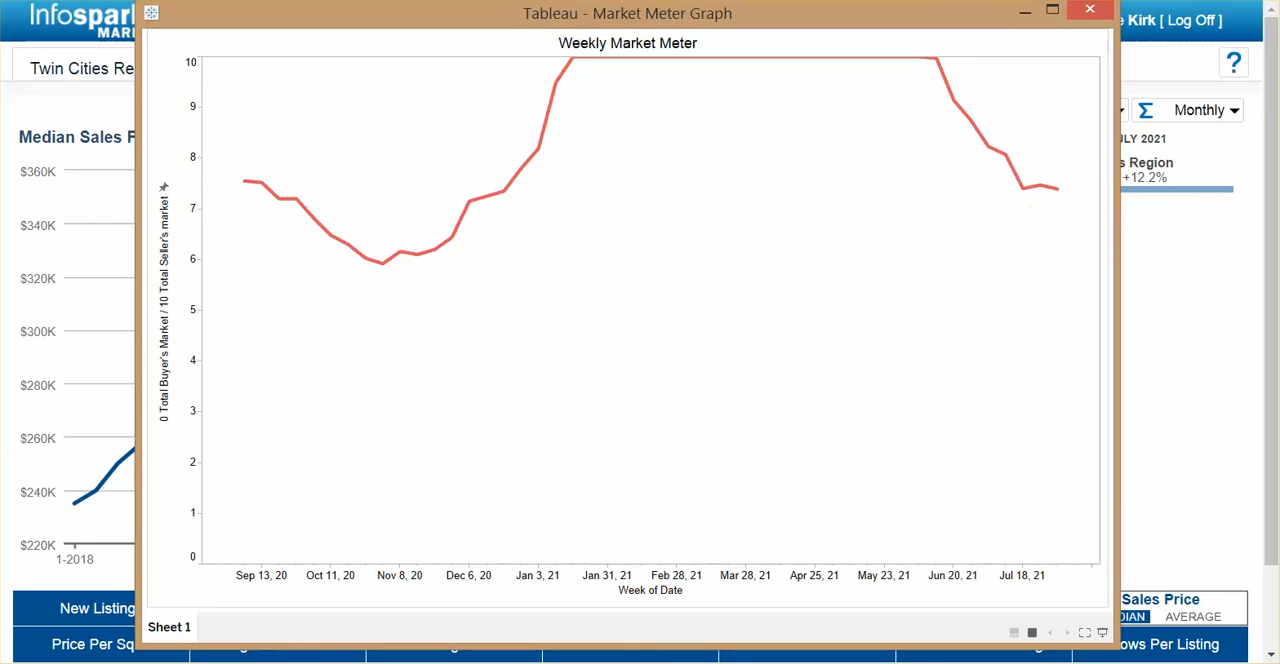 Infospark
MAR
Tableau - Market Meter Graph
Kirk [ Log Off ]
Twin Cities Re
?
Weekly Market Meter
Σ Monthly
Median Sales
JULY 2021
Region
+12.2%
$360K
$340K
$320K
$300K
$280K
$260K
$240K
$220K
1-2018
0 Total Buyer's Market / 10 Total Seller's market
10
9
8
7
6
5
4
3
2
1
0
Sep 13, 20 Oct 11, 20 Nov 8, 20 Dec 6, 20 Jan 3, 21 Jan 31, 21 Feb 28, 21 Mar 28, 21 Apr 25, 21 May 23, 21 Jun 20, 21 Jul 18, 21
Week of Date
Sheet 1
New Listing
Price Per Sq
Sales Price
DIAN AVERAGE
ows Per Listing